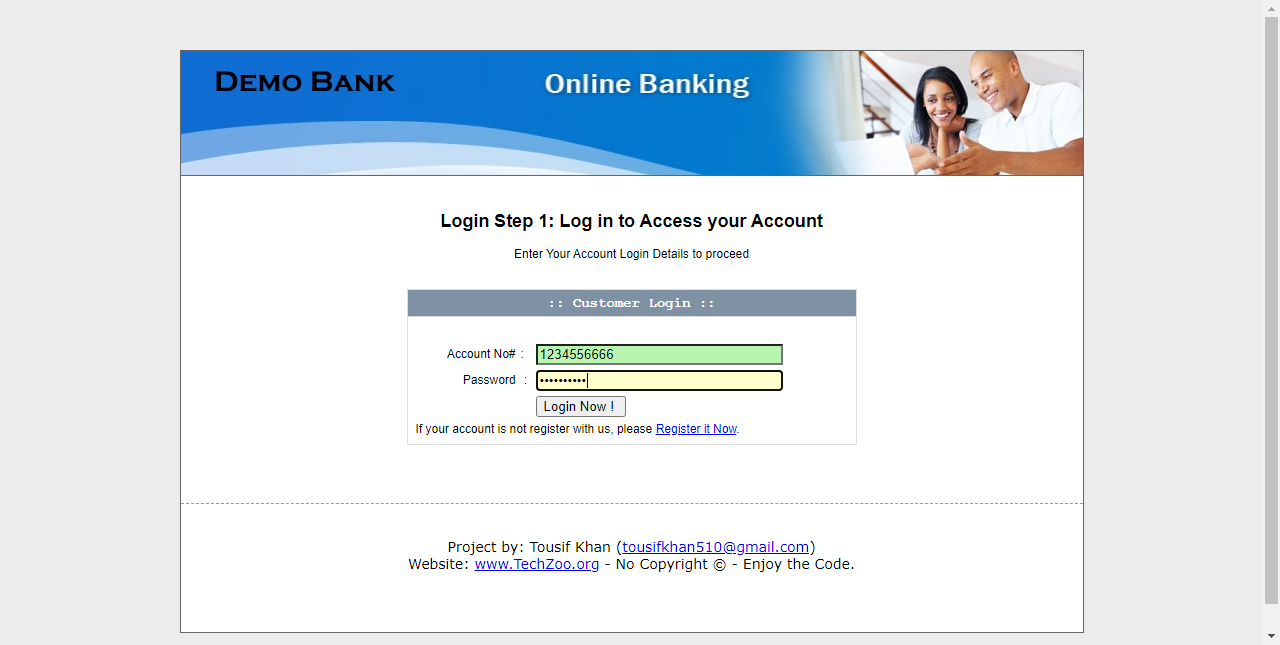 DEMO BANK
Online Banking
Login Step 1: Log in to Access your Account
Enter Your Account Login Details to proceed
:: Customer Login ::
Account No# : 1234556666
Password : ••••••••••
Login Now !
If your account is not register with us, please Register it Now.
Project by: Tousif Khan (tousifkhan510@gmail.com)
Website: www.TechZoo.org - No Copyright © - Enjoy the Code.